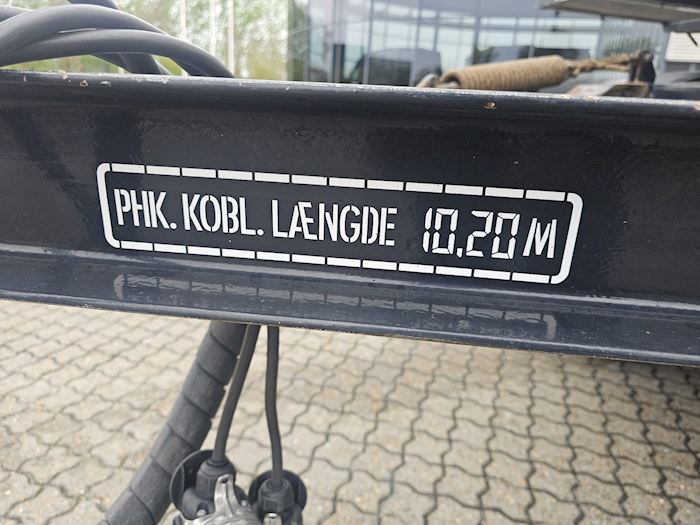 PHK. KOBL. LÆNGDE 10,20 M